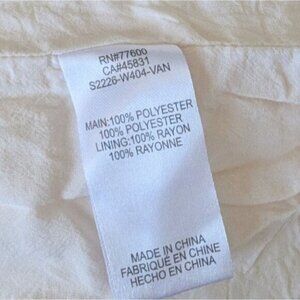 RN#77600
CA#45831
S2226-W404-VAN
MAIN:100% POLYESTER
100% POLYESTER
LINING:100% RAYON
100% RAYONNE
MADE IN CHINA
FABRIQUÉ EN CHINE
HECHO EN CHINA